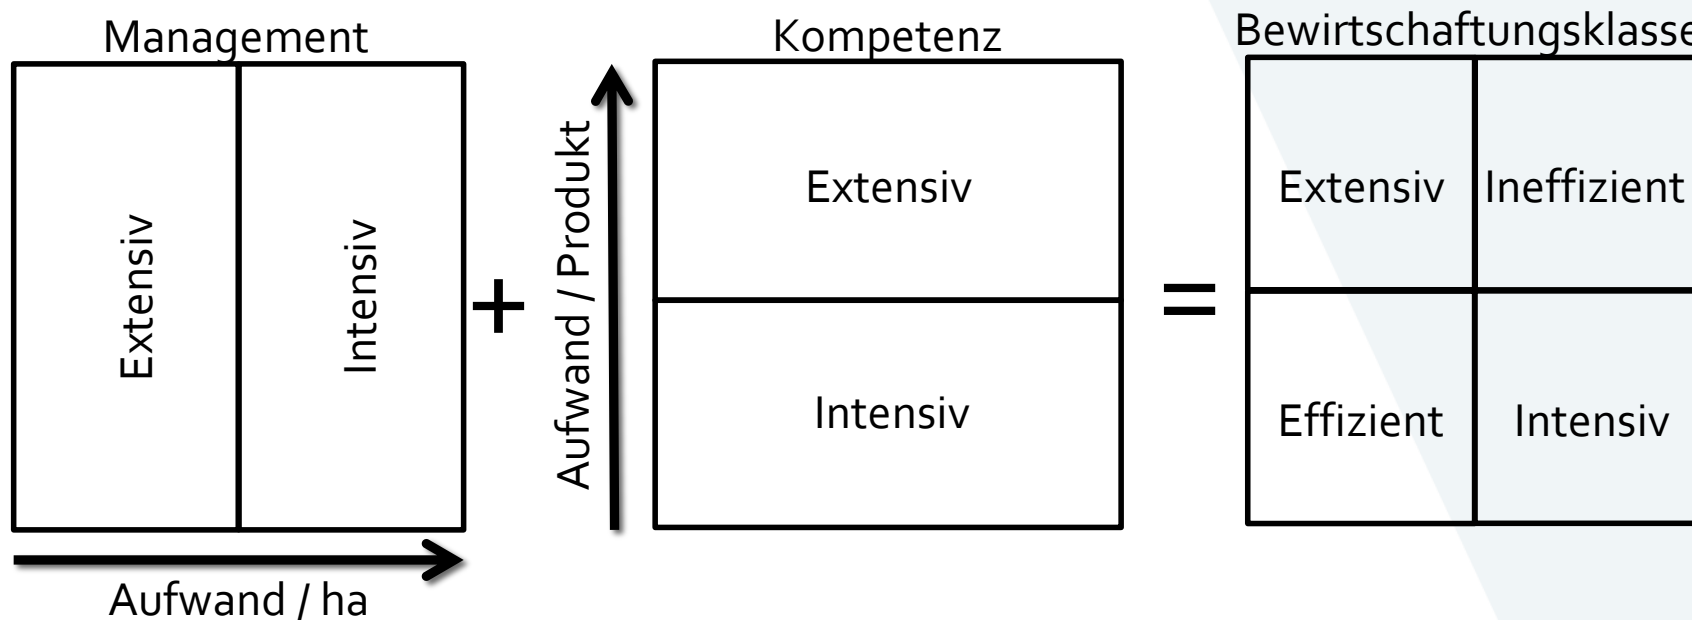 Management
Extensiv
Intensiv
Aufwand / ha
+
Aufwand / Produkt
Kompetenz
Extensiv
Intensiv
=
Bewirtschaftungsklasse
Extensiv
Ineffizient
Effizient
Intensiv